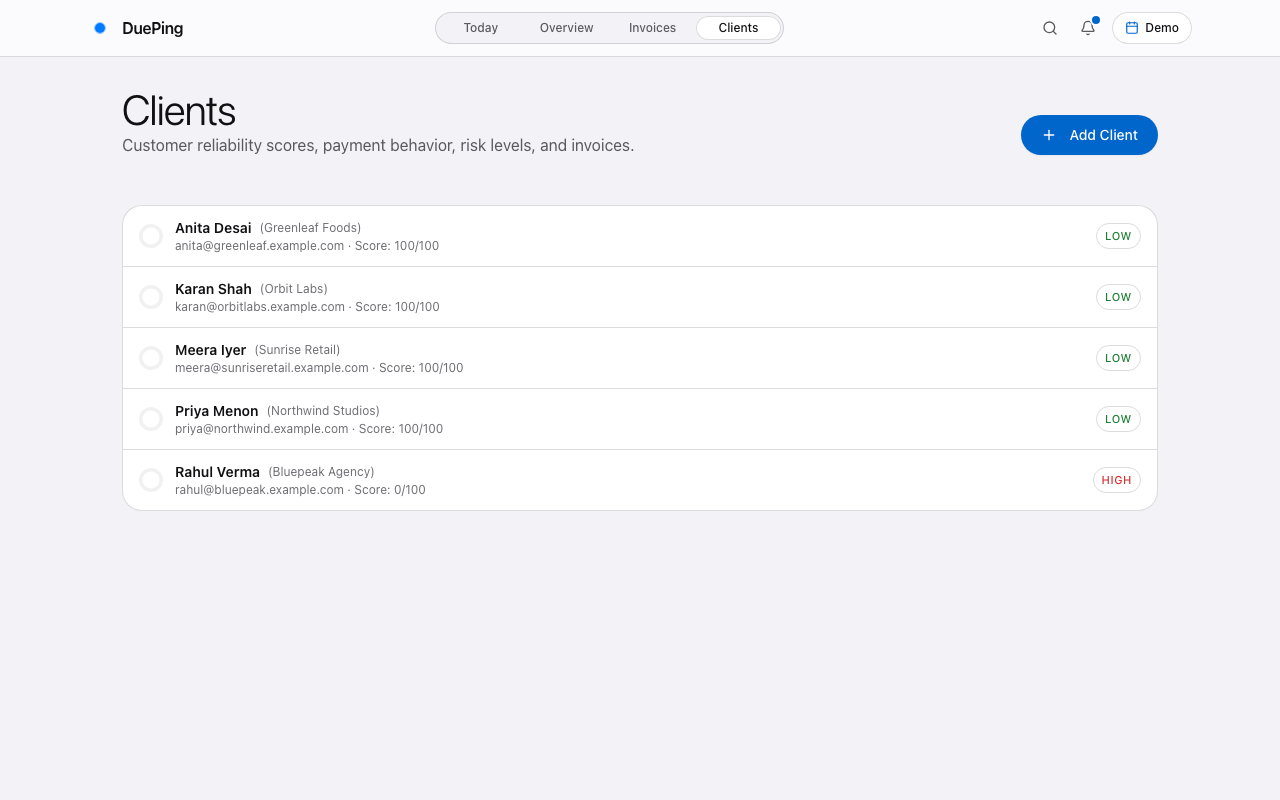 DuePing
Today Overview Invoices Clients
Demo
Clients
Customer reliability scores, payment behavior, risk levels, and invoices.
Add Client
Anita Desai (Greenleaf Foods)
anita@greenleaf.example.com · Score: 100/100
LOW
Karan Shah (Orbit Labs)
karan@orbitlabs.example.com · Score: 100/100
LOW
Meera Iyer (Sunrise Retail)
meera@sunriseretail.example.com · Score: 100/100
LOW
Priya Menon (Northwind Studios)
priya@northwind.example.com · Score: 100/100
LOW
Rahul Verma (Bluepeak Agency)
rahul@bluepeak.example.com · Score: 0/100
HIGH